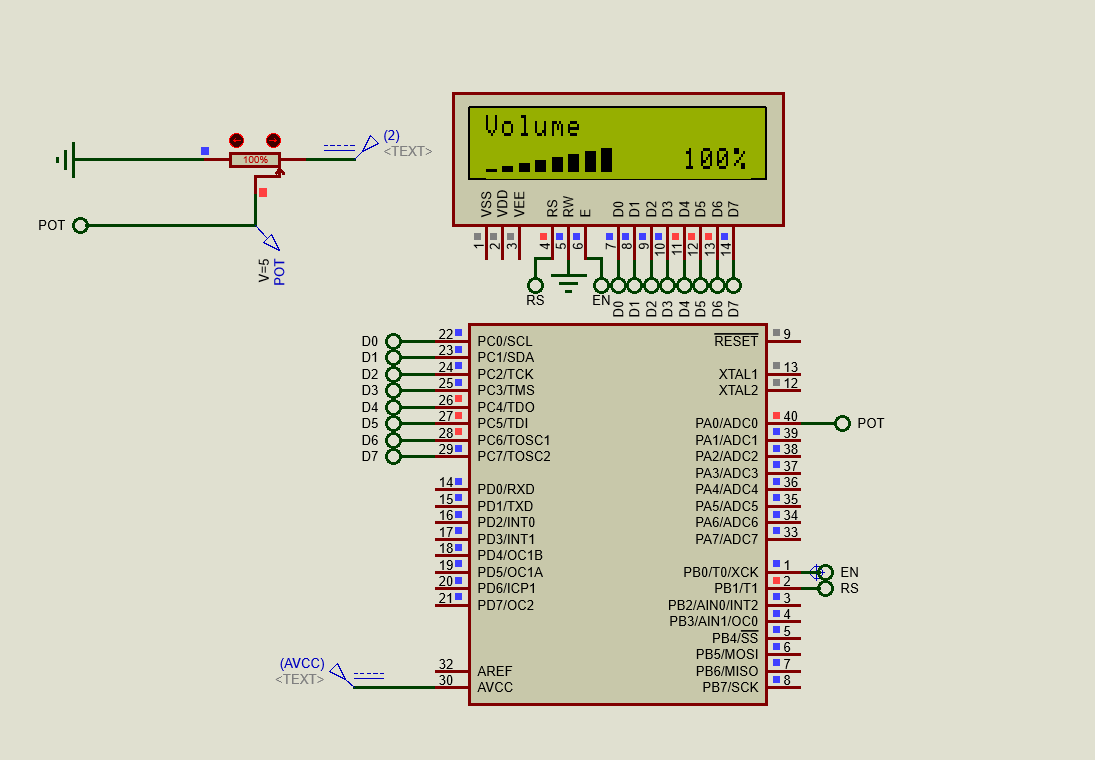 (2)
<TEXT>
100%
POT
V=5
POT
Volume
100%
VSS VDD VEE RS RW E D0 D1 D2 D3 D4 D5 D6 D7
1 2 3 4 5 6 7 8 9 10 11 12 13 14
RS EN D0 D1 D2 D3 D4 D5 D6 D7
D0 22 PC0/SCL
D1 23 PC1/SDA
D2 24 PC2/TCK
D3 25 PC3/TMS
D4 26 PC4/TDO
D5 27 PC5/TDI
D6 28 PC6/TOSC1
D7 29 PC7/TOSC2
14 PD0/RXD
15 PD1/TXD
16 PD2/INT0
17 PD3/INT1
18 PD4/OC1B
19 PD5/OC1A
20 PD6/ICP1
21 PD7/OC2
(AVCC)
<TEXT>
32 AREF
30 AVCC
RESET 9
XTAL1 13
XTAL2 12
PA0/ADC0 40 POT
PA1/ADC1 39
PA2/ADC2 38
PA3/ADC3 37
PA4/ADC4 36
PA5/ADC5 35
PA6/ADC6 34
PA7/ADC7 33
PB0/T0/XCK 1 EN
PB1/T1 2 RS
PB2/AIN0/INT2 3
PB3/AIN1/OC0 4
PB4/SS 5
PB5/MOSI 6
PB6/MISO 7
PB7/SCK 8